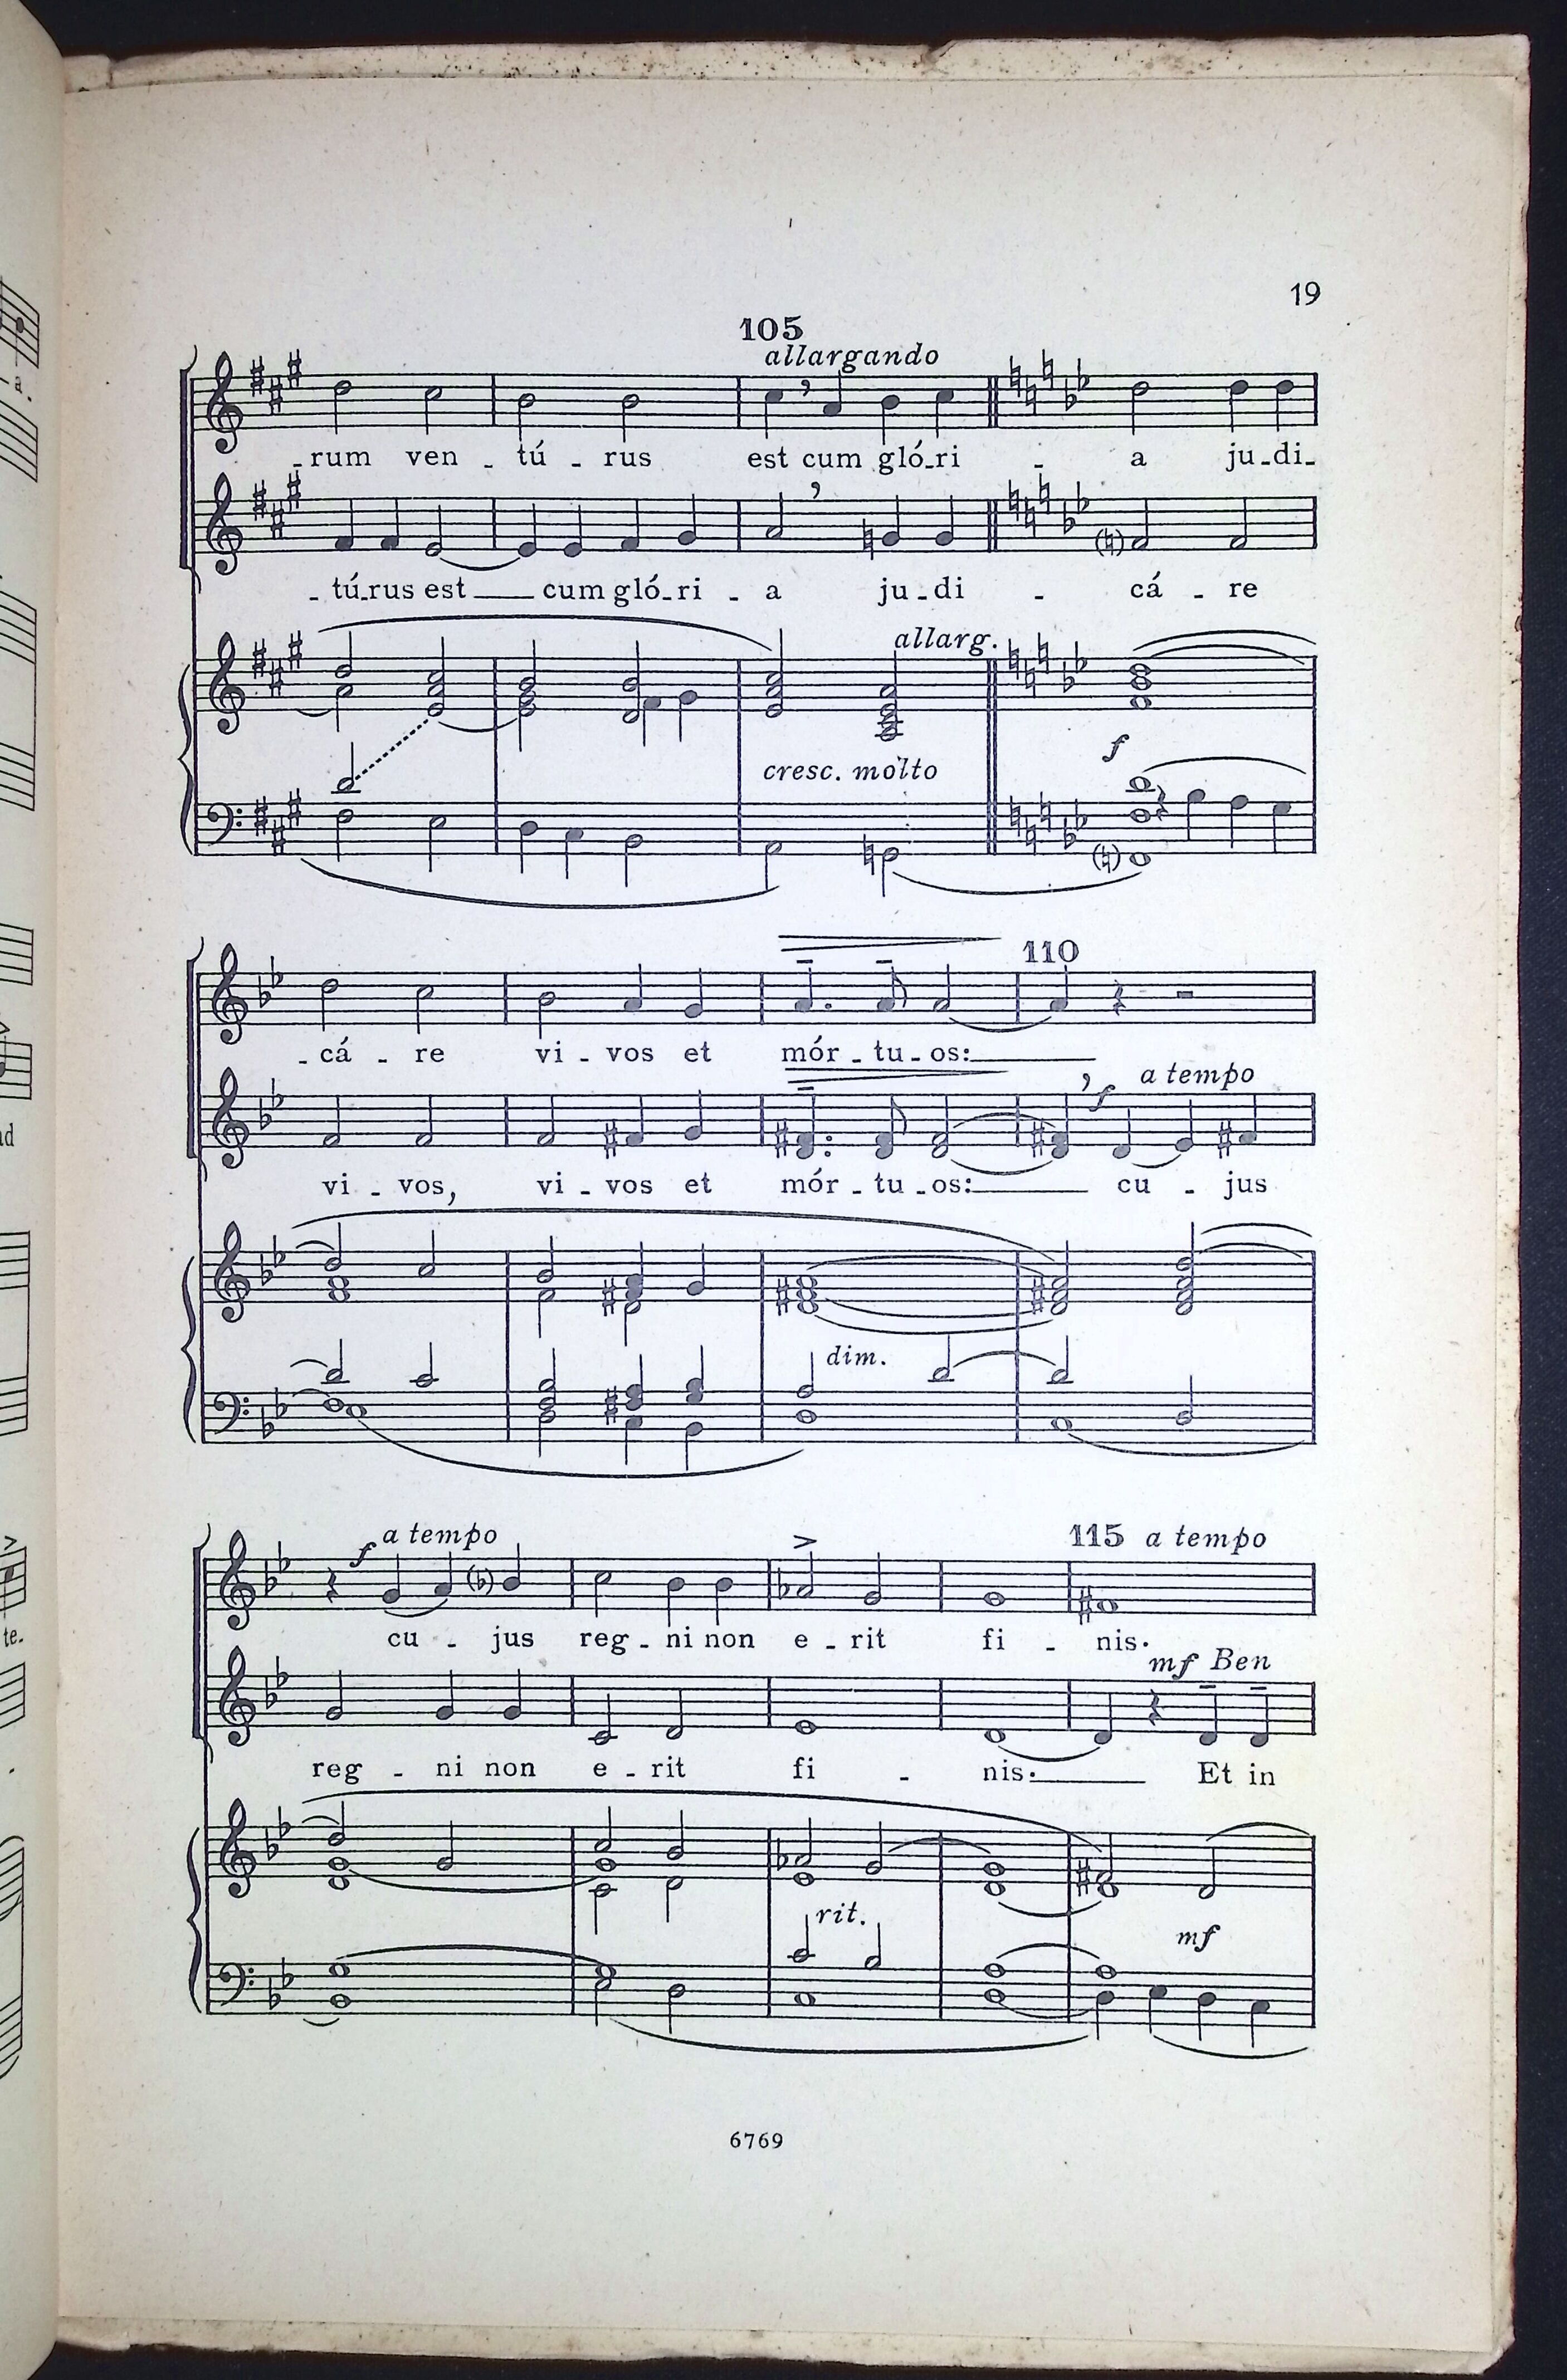 19
105
allargando
-rum ven - tú - rus est cum gló-ri - a ju-di-
- tú-rus est cum gló-ri - a ju-di - cá - re
allarg.
f
cresc. molto
110
- cá - re vi - vos et mór - tu - os:
a tempo
f
vi - vos, vi - vos et mór - tu - os: cu - jus
dim.
115 a tempo
f a tempo
cu - jus reg - ni non e - rit fi - nis.
mf Ben
reg - ni non e - rit fi - nis: Et in
rit.
mf
6769
a.
ad
te.